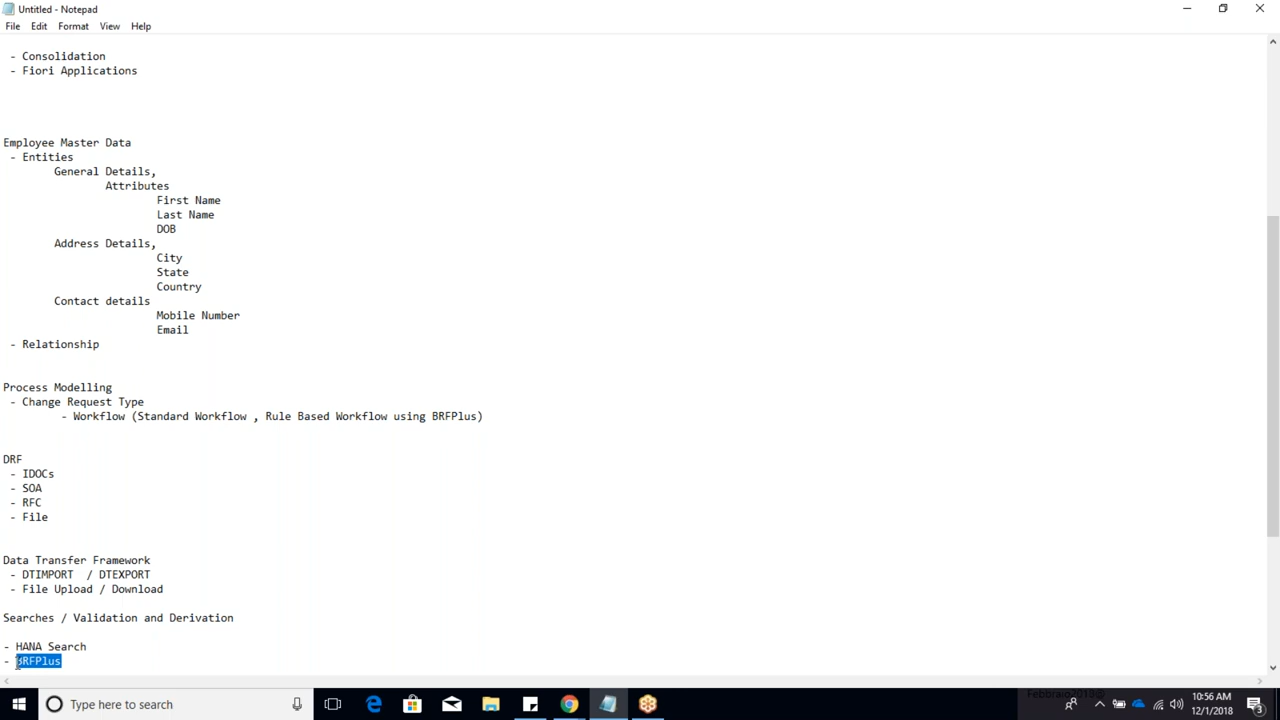 Untitled - Notepad
File Edit Format View Help
- Consolidation
- Fiori Applications
Employee Master Data
- Entities
General Details,
Attributes
First Name
Last Name
DOB
Address Details,
City
State
Country
Contact details
Mobile Number
Email
- Relationship
Process Modelling
- Change Request Type
- Workflow (Standard Workflow , Rule Based Workflow using BRFPlus)
DRF
- IDOCs
- SOA
- RFC
- File
Data Transfer Framework
- DTIMPORT / DTEXPORT
- File Upload / Download
Searches / Validation and Derivation
- HANA Search
- BRFPlus
Type here to search
10:56 AM
12/1/2018
3